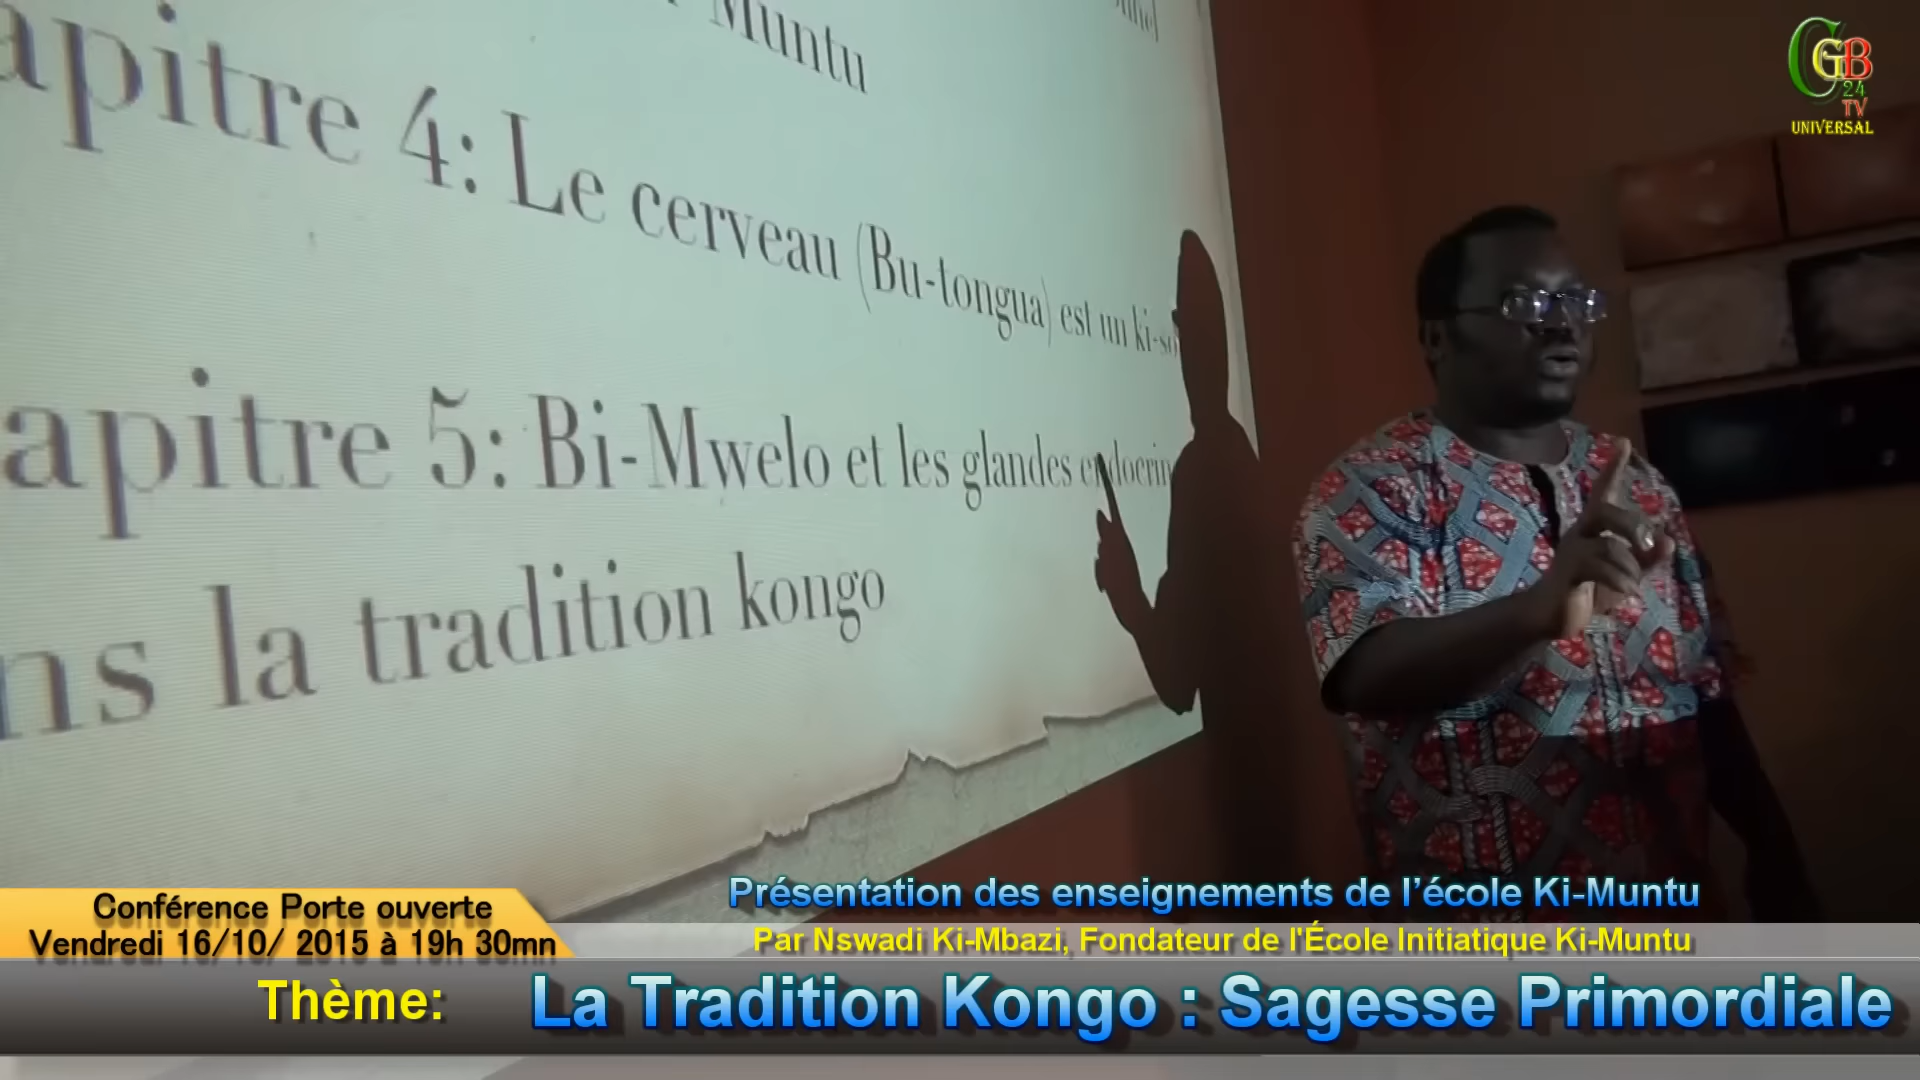 Muntu
apitre 4: Le cerveau (Bu-tongua) est un ki-so
apitre 5: Bi-Mwelo et les glandes endocrin
ns la tradition kongo
CGB
24
TV
UNIVERSAL
Conférence Porte ouverte
Vendredi 16/10/ 2015 à 19h 30mn
Présentation des enseignements de l’école Ki-Muntu
Par Nswadi Ki-Mbazi, Fondateur de l'École Initiatique Ki-Muntu
Thème: La Tradition Kongo : Sagesse Primordiale